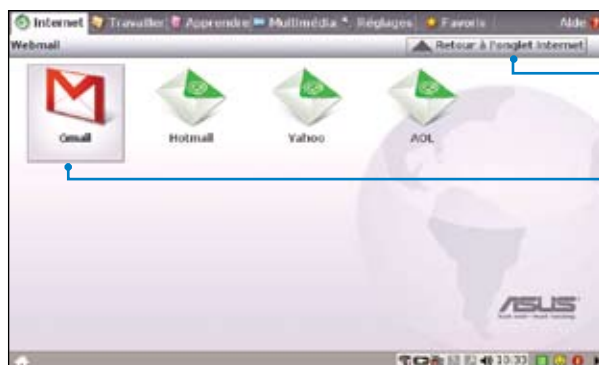 Internet Travailler Apprendre Multimédia Réglages Favoris Aide
Webmail Retour à l'onglet Internet
Gmail Hotmail Yahoo AOL
ASUS
10:33